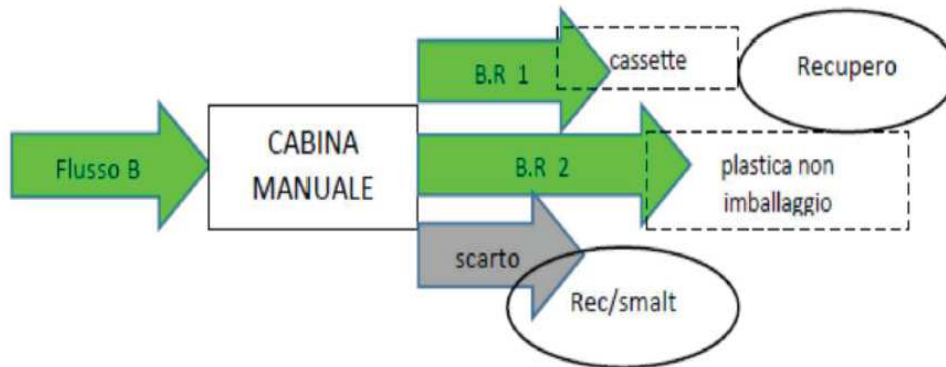 B.R 1
cassette
Recupero
Flusso B
CABINA
MANUALE
B.R 2
plastica non
imballaggio
scarto
Rec/smalt